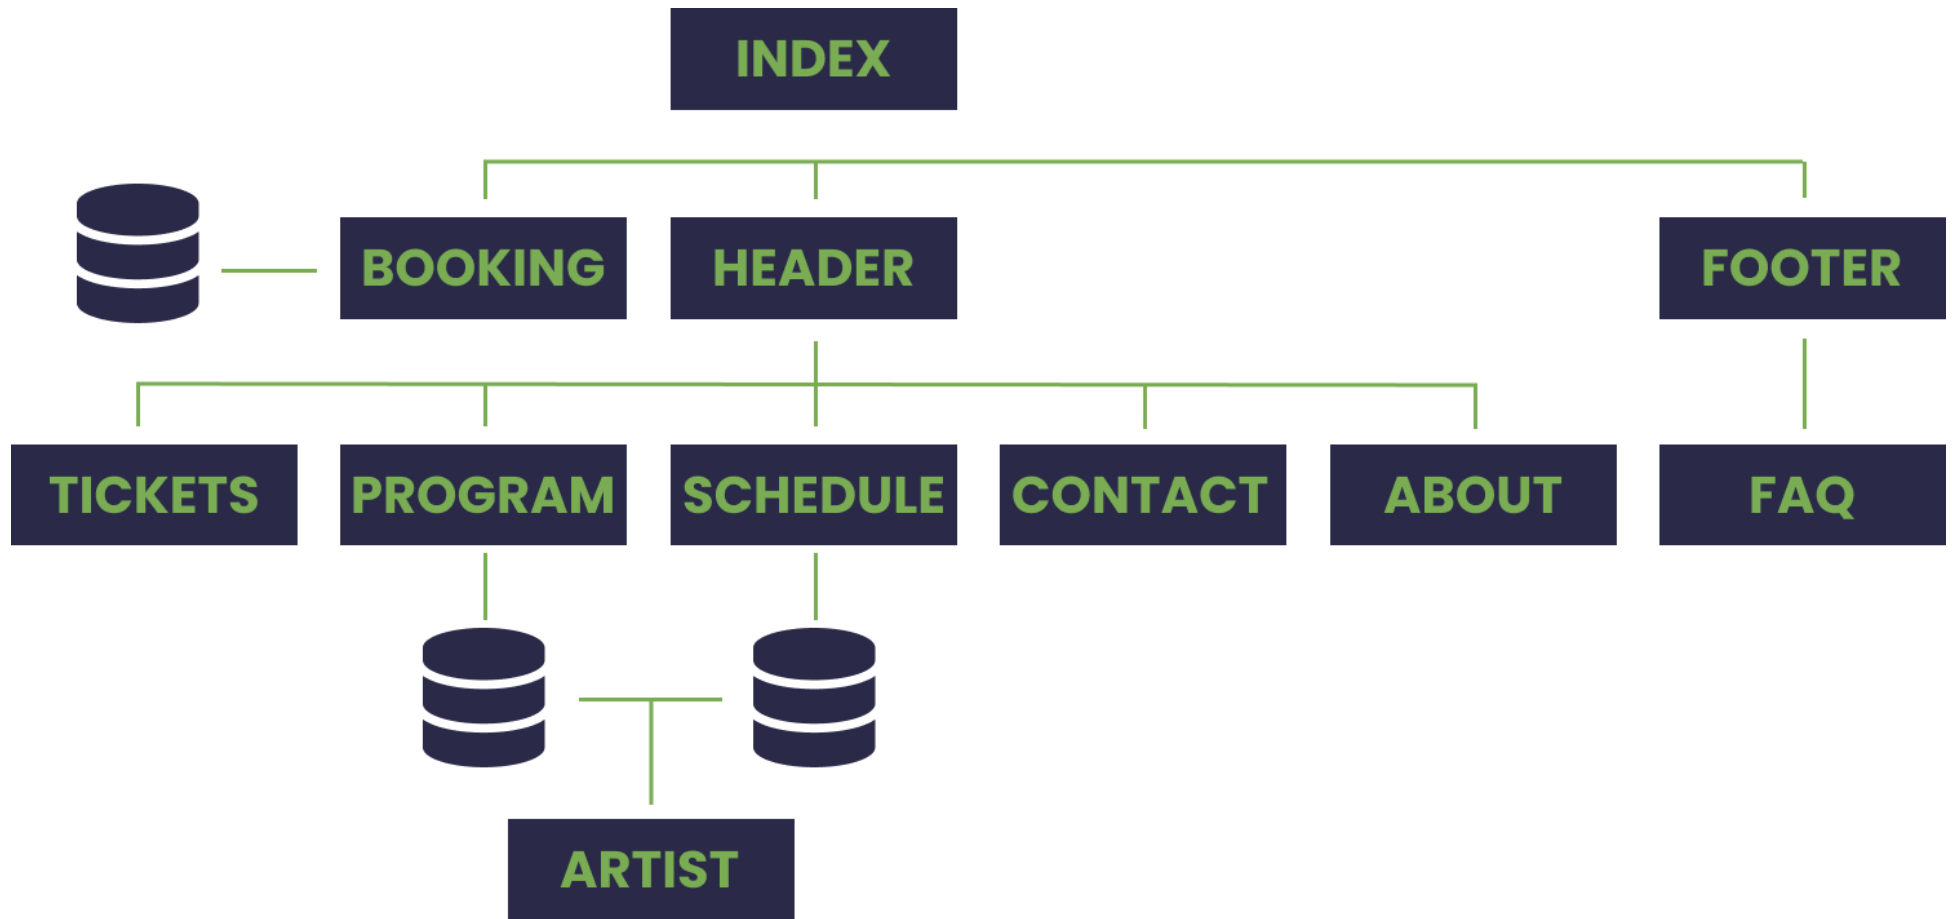 INDEX
BOOKING
HEADER
FOOTER
TICKETS
PROGRAM
SCHEDULE
CONTACT
ABOUT
FAQ
ARTIST